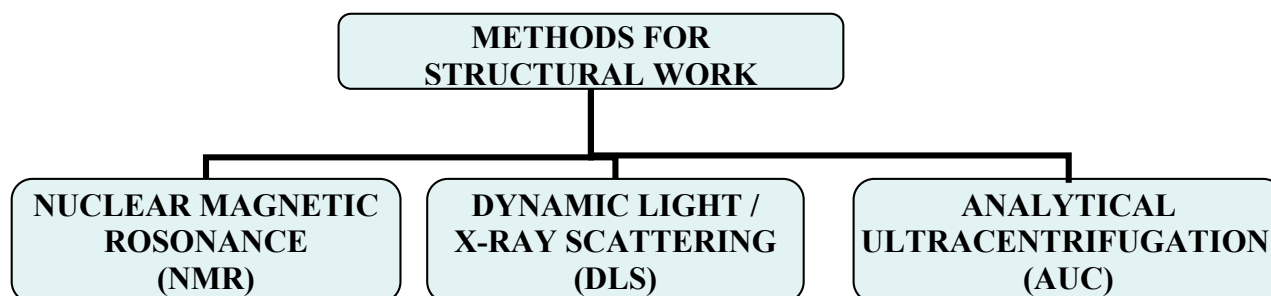 METHODS FOR
STRUCTURAL WORK
NUCLEAR MAGNETIC
ROSONANCE
(NMR)
DYNAMIC LIGHT /
X-RAY SCATTERING
(DLS)
ANALYTICAL
ULTRACENTRIFUGATION
(AUC)